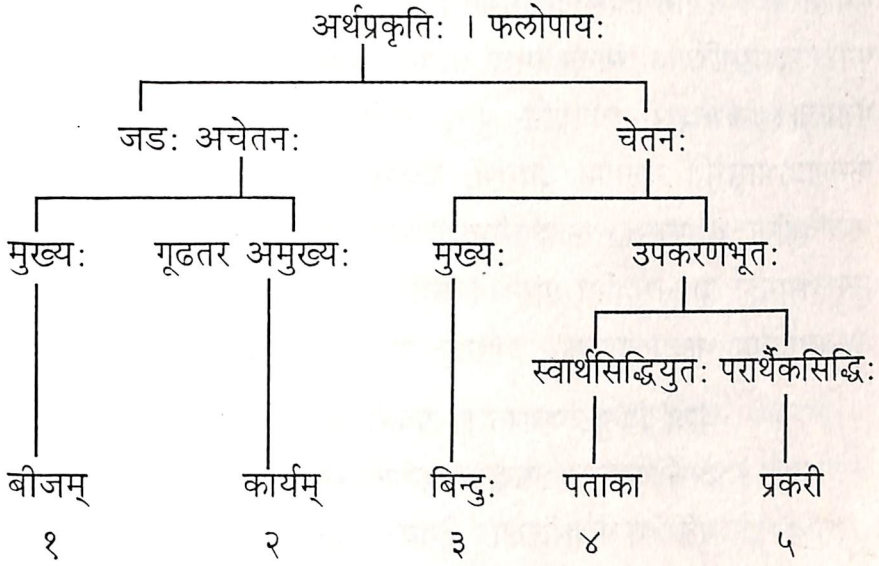 अर्थप्रकृतिः । फलोपायः
जडः अचेतनः चेतनः
मुख्यः गूढतर अमुख्यः मुख्यः उपकरणभूतः
स्वार्थसिद्धियुतः परार्थैकसिद्धिः
बीजम् कार्यम् बिन्दुः पताका प्रकरी
१ २ ३ ४ ५